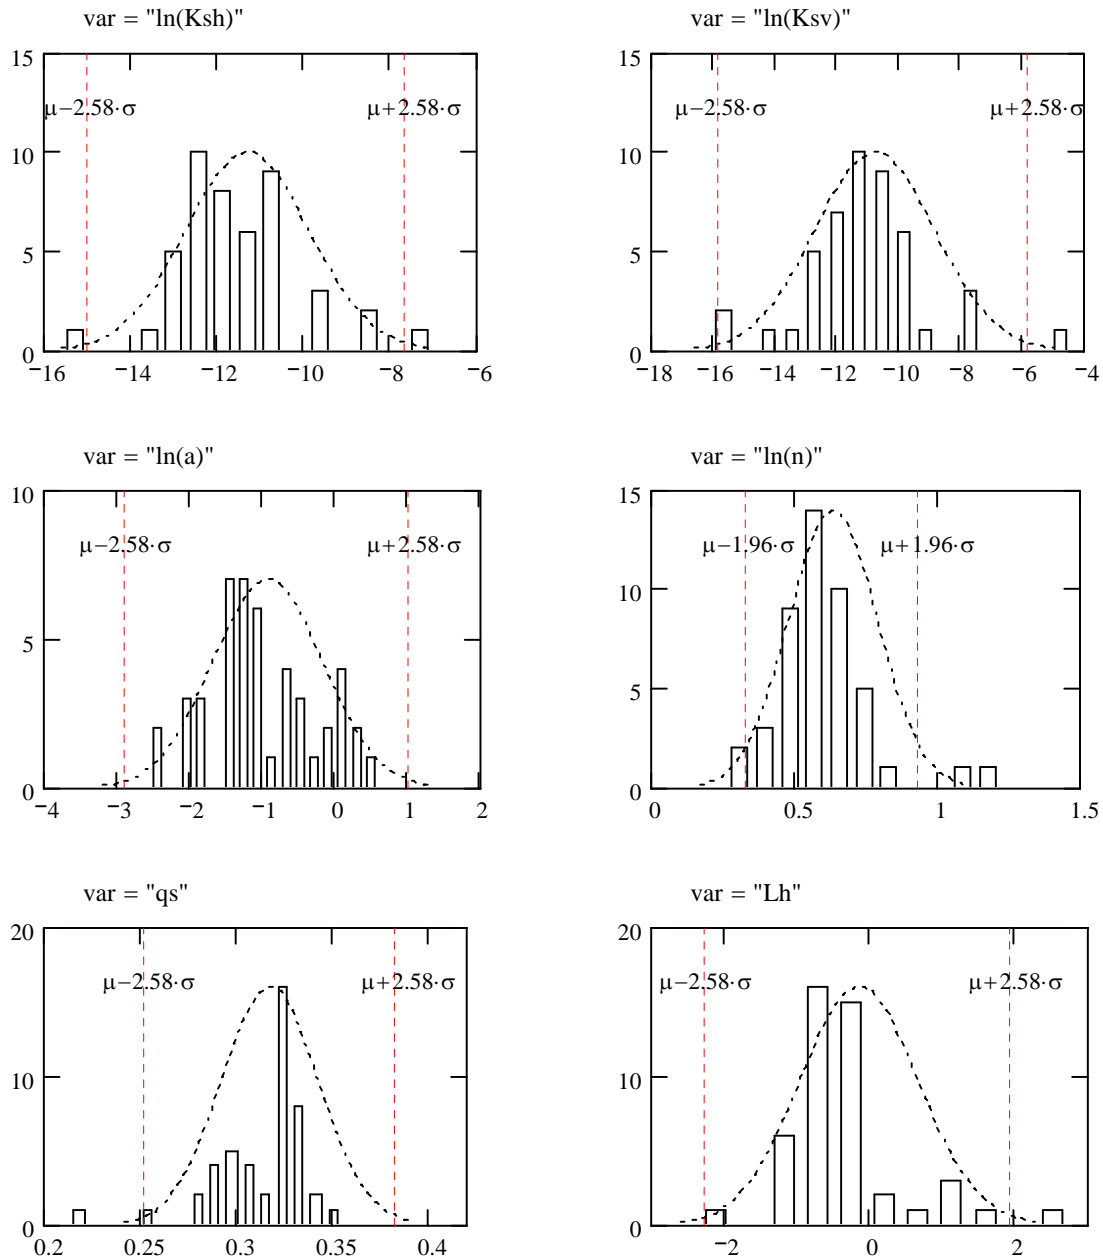 var = "ln(Ksh)"
var = "ln(Ksv)"
15
10
5
0
μ−2.58·σ
μ+2.58·σ
−16 −14 −12 −10 −8 −6
15
10
5
0
μ−2.58·σ
μ+2.58·σ
−18 −16 −14 −12 −10 −8 −6 −4
var = "ln(a)"
var = "ln(n)"
10
5
0
μ−2.58·σ
μ+2.58·σ
−4 −3 −2 −1 0 1 2
15
10
5
0
μ−1.96·σ
μ+1.96·σ
0 0.5 1 1.5
var = "qs"
var = "Lh"
20
10
0
μ−2.58·σ
μ+2.58·σ
0.2 0.25 0.3 0.35 0.4
20
10
0
μ−2.58·σ
μ+2.58·σ
−2 0 2